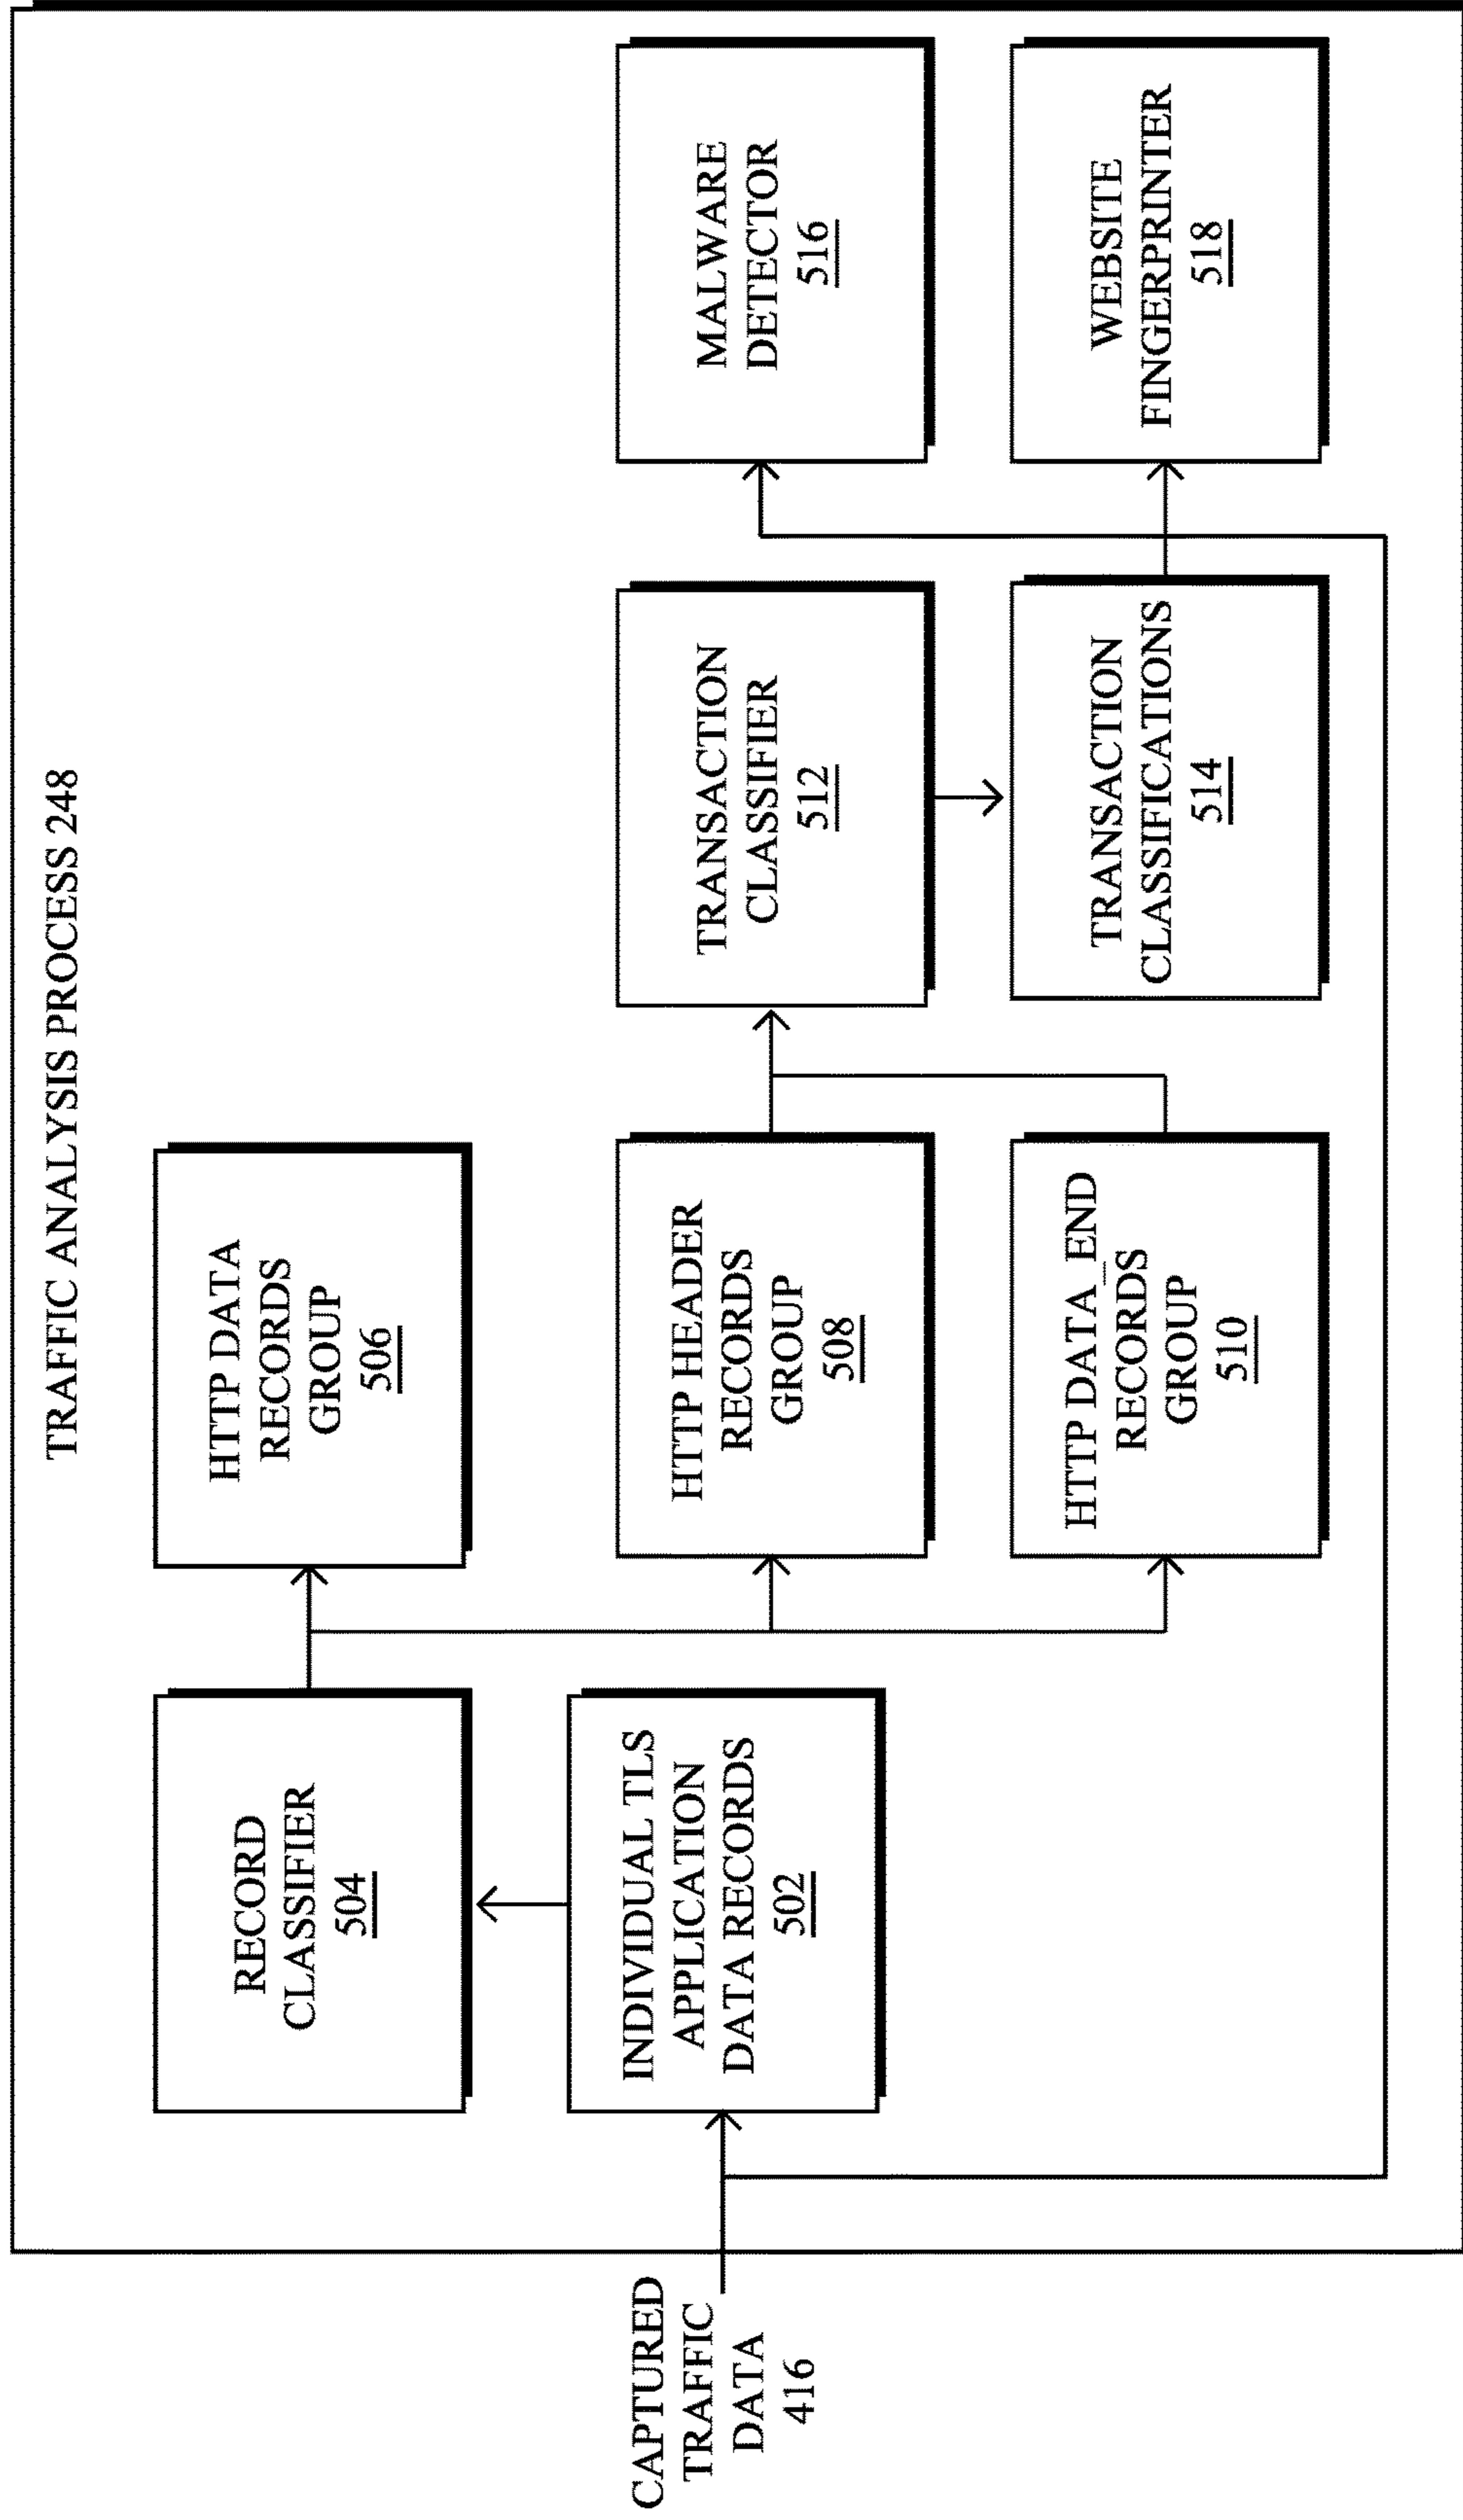 TRAFFIC ANALYSIS PROCESS 248
CAPTURED
TRAFFIC
DATA
416
RECORD
CLASSIFIER
504
INDIVIDUAL TLS
APPLICATION
DATA RECORDS
502
HTTP DATA
RECORDS
GROUP
506
HTTP HEADER
RECORDS
GROUP
508
HTTP DATA_END
RECORDS
GROUP
510
TRANSACTION
CLASSIFIER
512
TRANSACTION
CLASSIFICATIONS
514
MALWARE
DETECTOR
516
WEBSITE
FINGERPRINTER
518